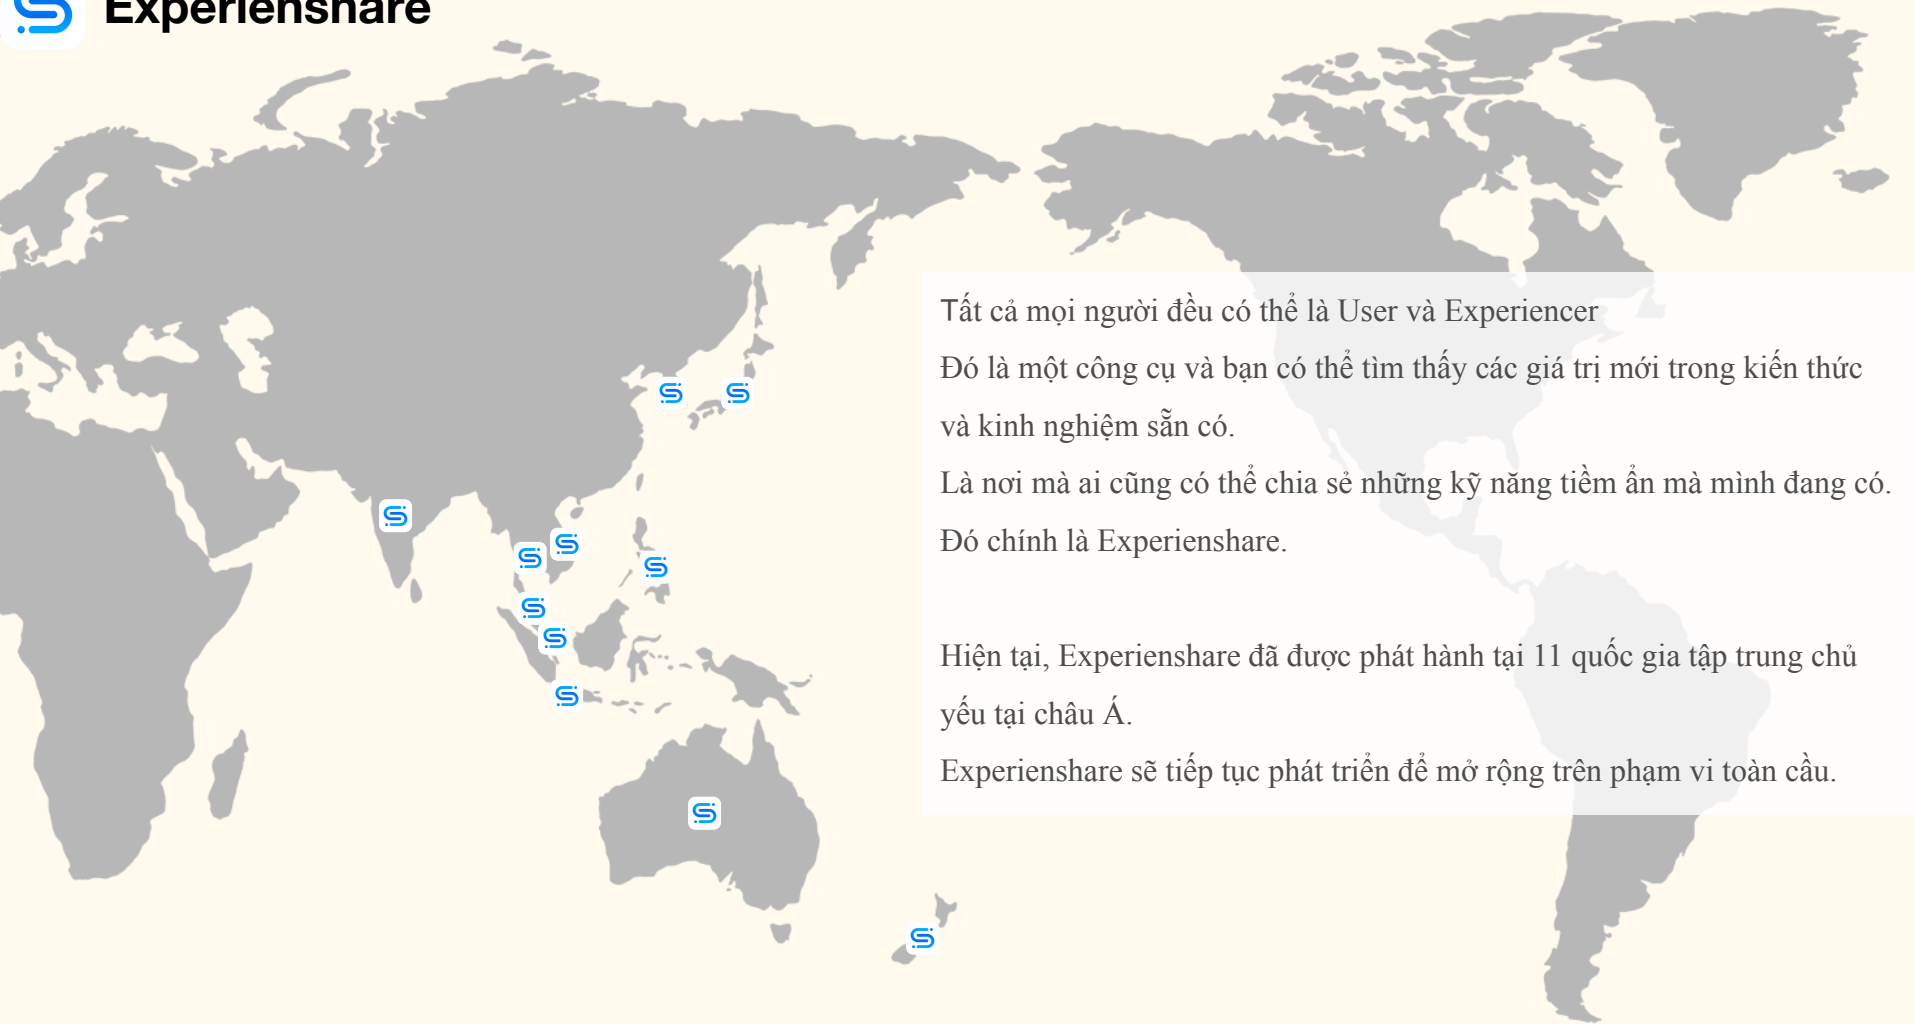 Experienshare
Tất cả mọi người đều có thể là User và Experiencer
Đó là một công cụ và bạn có thể tìm thấy các giá trị mới trong kiến thức
và kinh nghiệm sẵn có.
Là nơi mà ai cũng có thể chia sẻ những kỹ năng tiềm ẩn mà mình đang có.
Đó chính là Experienshare.
Hiện tại, Experienshare đã được phát hành tại 11 quốc gia tập trung chủ
yếu tại châu Á.
Experienshare sẽ tiếp tục phát triển để mở rộng trên phạm vi toàn cầu.